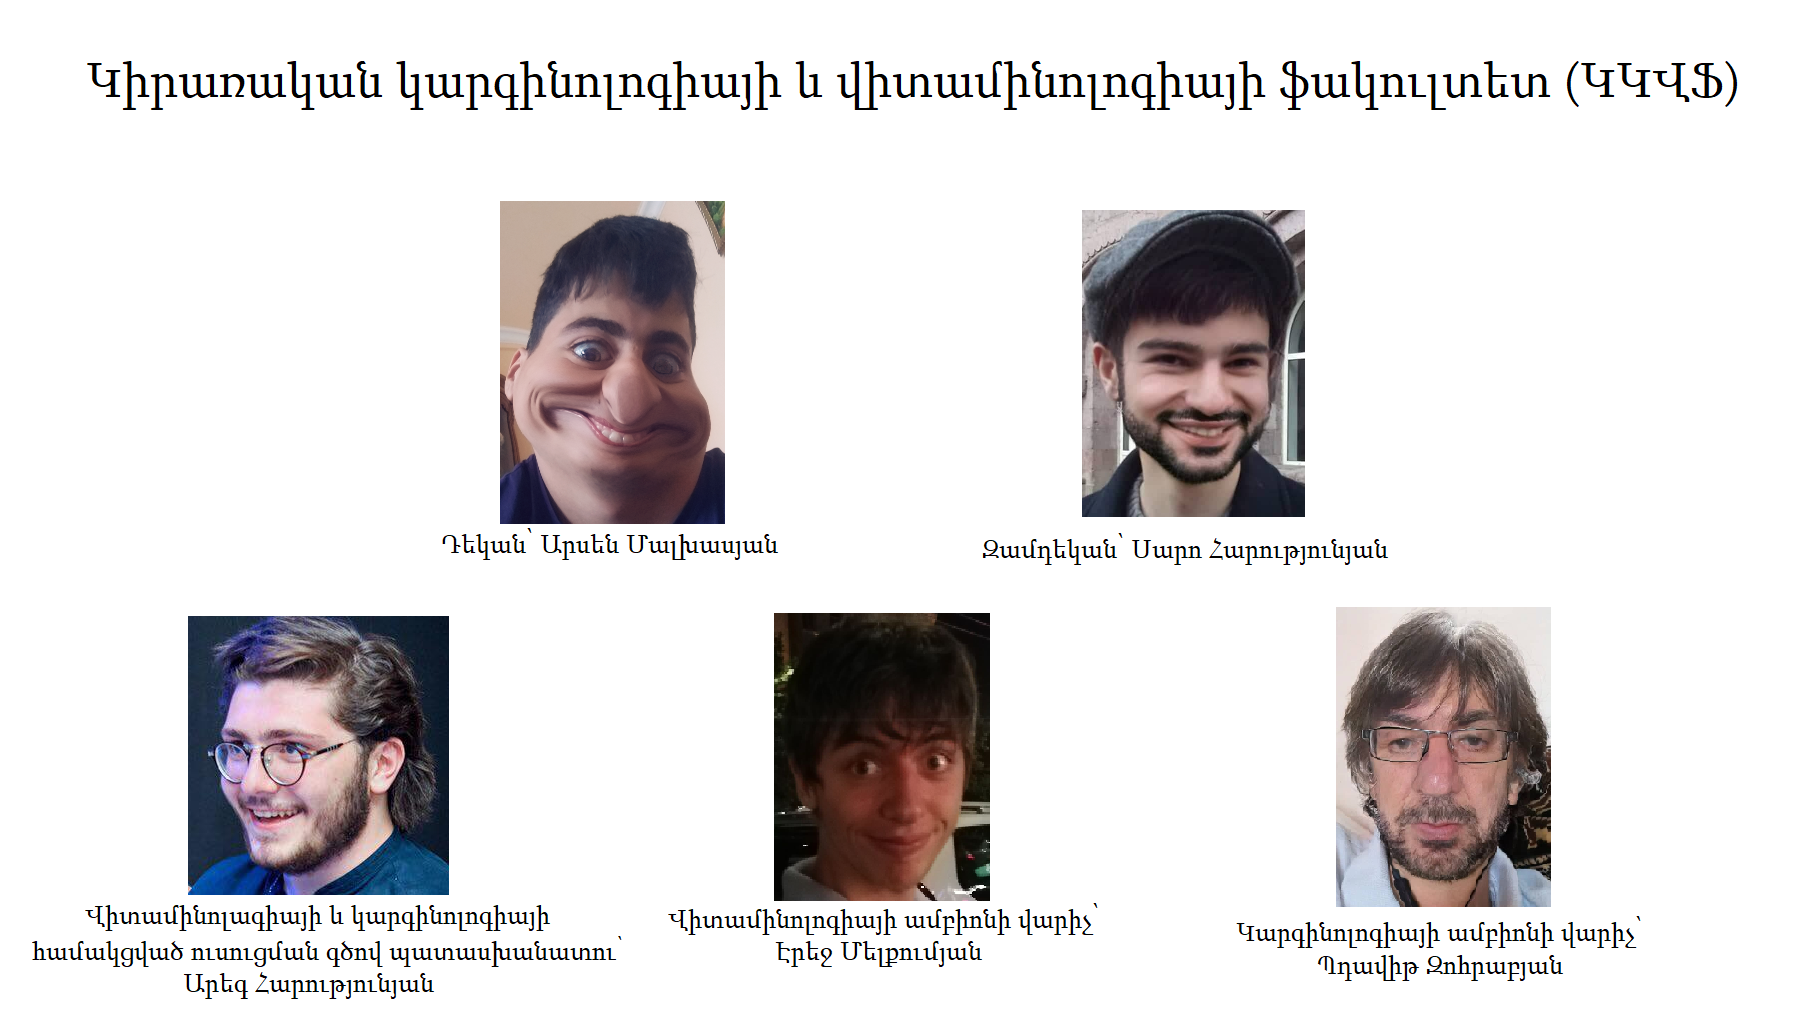 Կիրառական կարգինոլոգիայի և վիտամինոլոգիայի ֆակուլտետ (ԿԿՎՖ)
Դեկան՝ Արսեն Մալխասյան
Զամդեկան՝ Սարո Հարությունյան
Վիտամինոլագիայի և կարգինոլոգիայի
համակցված ուսուցման գծով պատասխանատու՝
Արեգ Հարությունյան
Վիտամինոլոգիայի ամբիոնի վարիչ՝
Էրեջ Մելքումյան
Կարգինոլոգիայի ամբիոնի վարիչ՝
Պդավիթ Զոհրաբյան